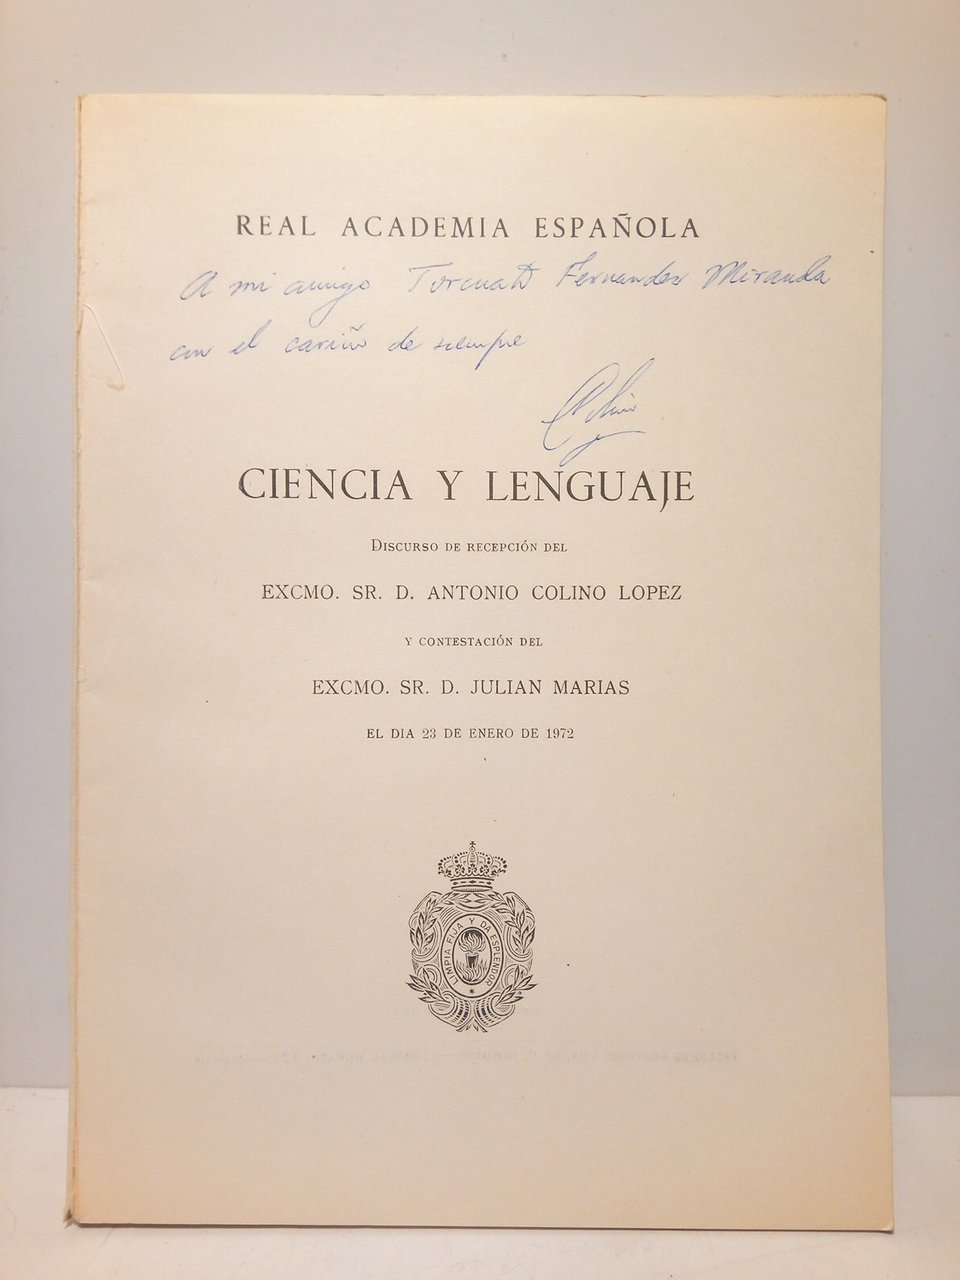 REAL ACADEMIA ESPAÑOLA
A mi amigo Torcuato Fernandez Miranda
con el cariño de siempre
Colino
CIENCIA Y LENGUAJE
DISCURSO DE RECEPCIÓN DEL
EXCMO. SR. D. ANTONIO COLINO LOPEZ
Y CONTESTACIÓN DEL
EXCMO. SR. D. JULIAN MARIAS
EL DIA 23 DE ENERO DE 1972
LIMPIA FIJA Y DA ESPLENDOR